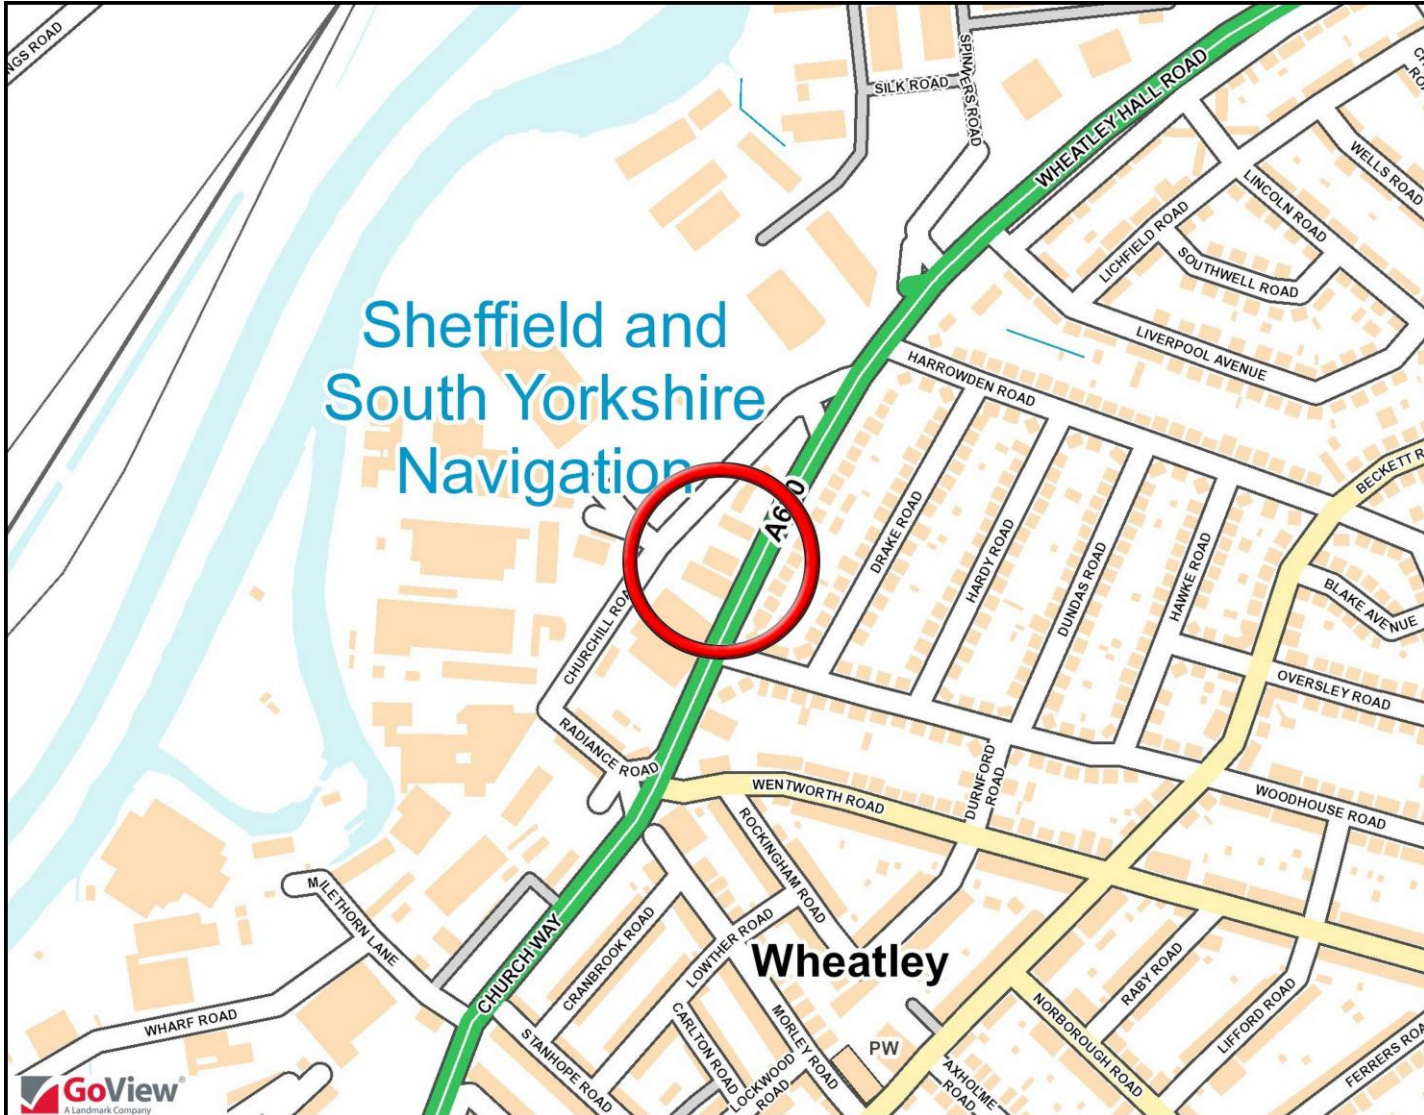 NGS ROAD
SILK ROAD
SPINNERS ROAD
WHEATLEY HALL ROAD
WELLS ROAD
LINCOLN ROAD
LICHFIELD ROAD
SOUTHWELL ROAD
LIVERPOOL AVENUE
Sheffield and
South Yorkshire
Navigation
HARROWDEN ROAD
BECKETT R
DRAKE ROAD
HARDY ROAD
DUNDAS ROAD
HAWKE ROAD
BLAKE AVENUE
CHURCHILL ROA
OVERSLEY ROAD
RADIANCE ROAD
WENTWORTH ROAD
DURNFORD
ROAD
WOODHOUSE ROAD
ROCKINGHAM ROAD
MILETHORN LANE
CHURCH WAY
CRANBROOK ROAD
LOWTHER ROAD
Wheatley
RABY ROAD
LIFFORD ROAD
NORBOROUGH ROAD
FERRERS ROA
WHARF ROAD
STANHOPE ROAD
CARLTON ROAD
MORLEY ROAD
LOCKWOOD
ROAD
PW
AXHOLME
ROAD
GoView®
A Landmark Company